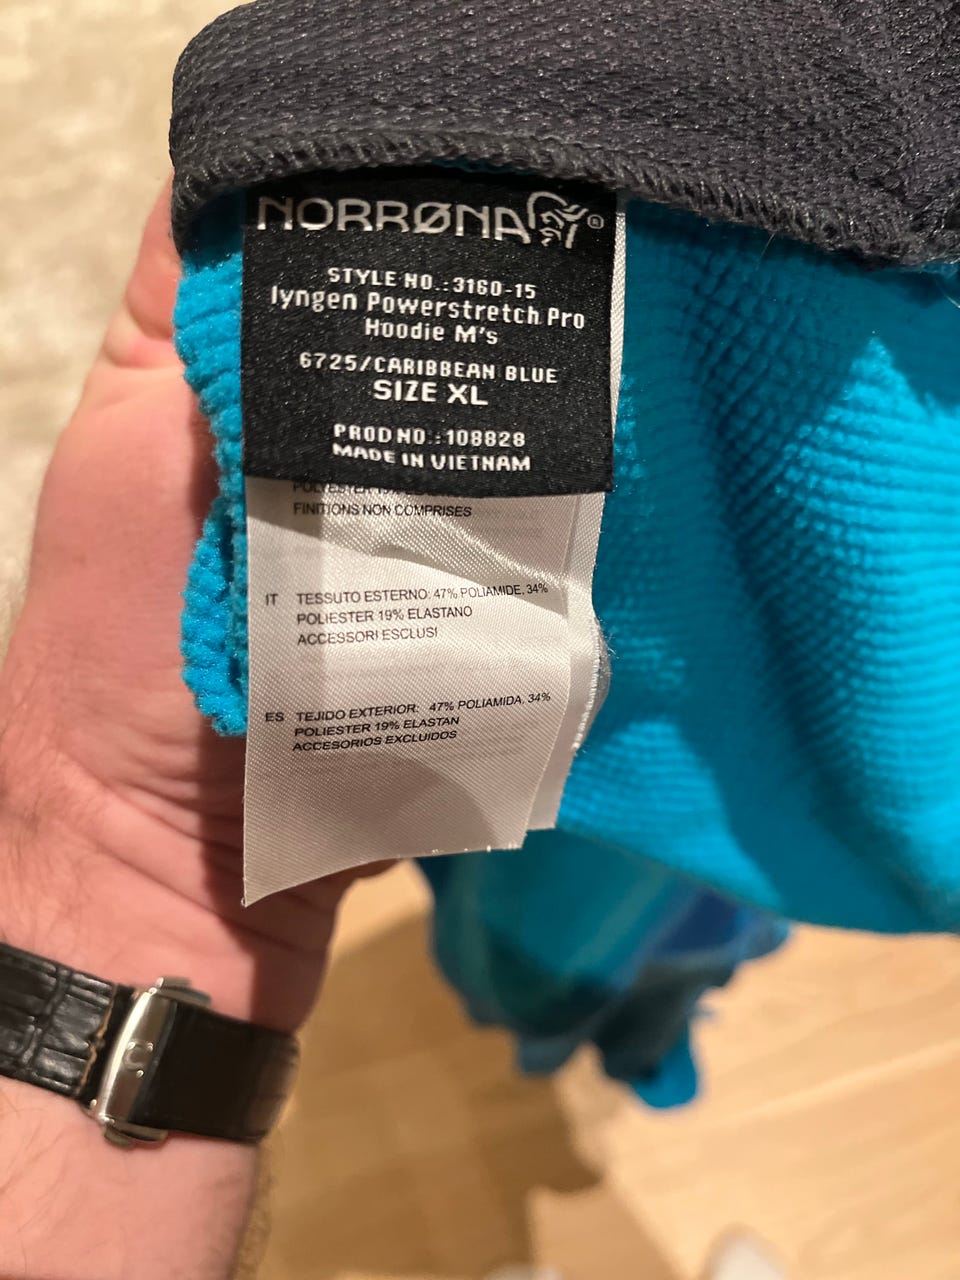 NORRØNA®
STYLE NO.:3160-15
lyngen Powerstretch Pro
Hoodie M's
6725/CARIBBEAN BLUE
SIZE XL
PROD NO.:108828
MADE IN VIETNAM
POLYESTER 19%
FINITIONS NON COMPRISES
IT TESSUTO ESTERNO: 47% POLIAMIDE, 34%
POLIESTER 19% ELASTANO
ACCESSORI ESCLUSI
ES TEJIDO EXTERIOR: 47% POLIAMIDA, 34%
POLIESTER 19% ELASTAN
ACCESORIOS EXCLUIDOS